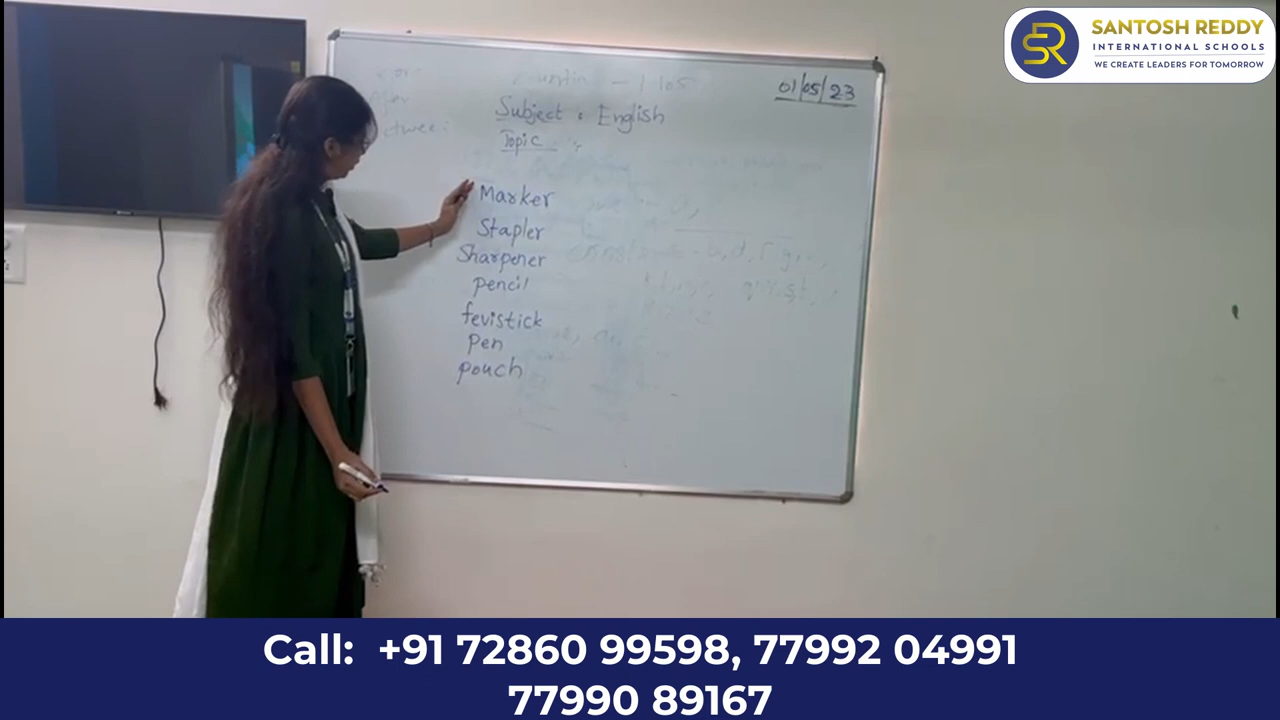 SANTOSH REDDY
INTERNATIONAL SCHOOLS
WE CREATE LEADERS FOR TOMORROW
SR
01/05/23
Subject : English
Topic :
Marker
Stapler
Sharpener
pencil
fevistick
Pen
pouch
Call: +91 72860 99598, 77992 04991
77990 89167